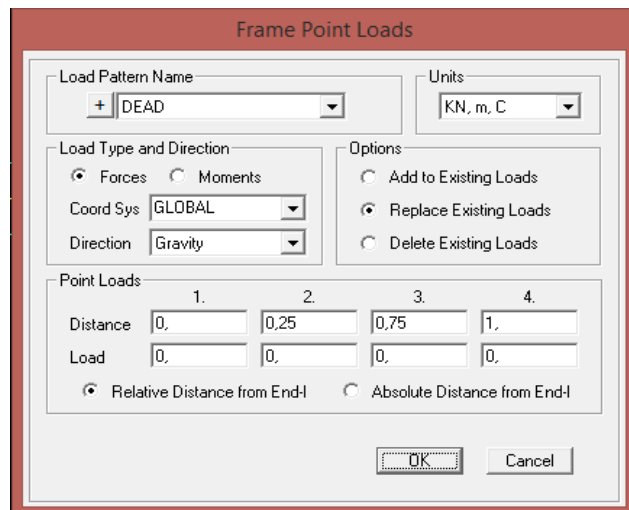 Frame Point Loads
Load Pattern Name
+ DEAD
Units
KN, m, C
Load Type and Direction
Forces Moments
Coord Sys GLOBAL
Direction Gravity
Options
Add to Existing Loads
Replace Existing Loads
Delete Existing Loads
Point Loads
1. 2. 3. 4.
Distance 0, 0,25 0,75 1,
Load 0, 0, 0, 0,
Relative Distance from End-I Absolute Distance from End-I
OK Cancel